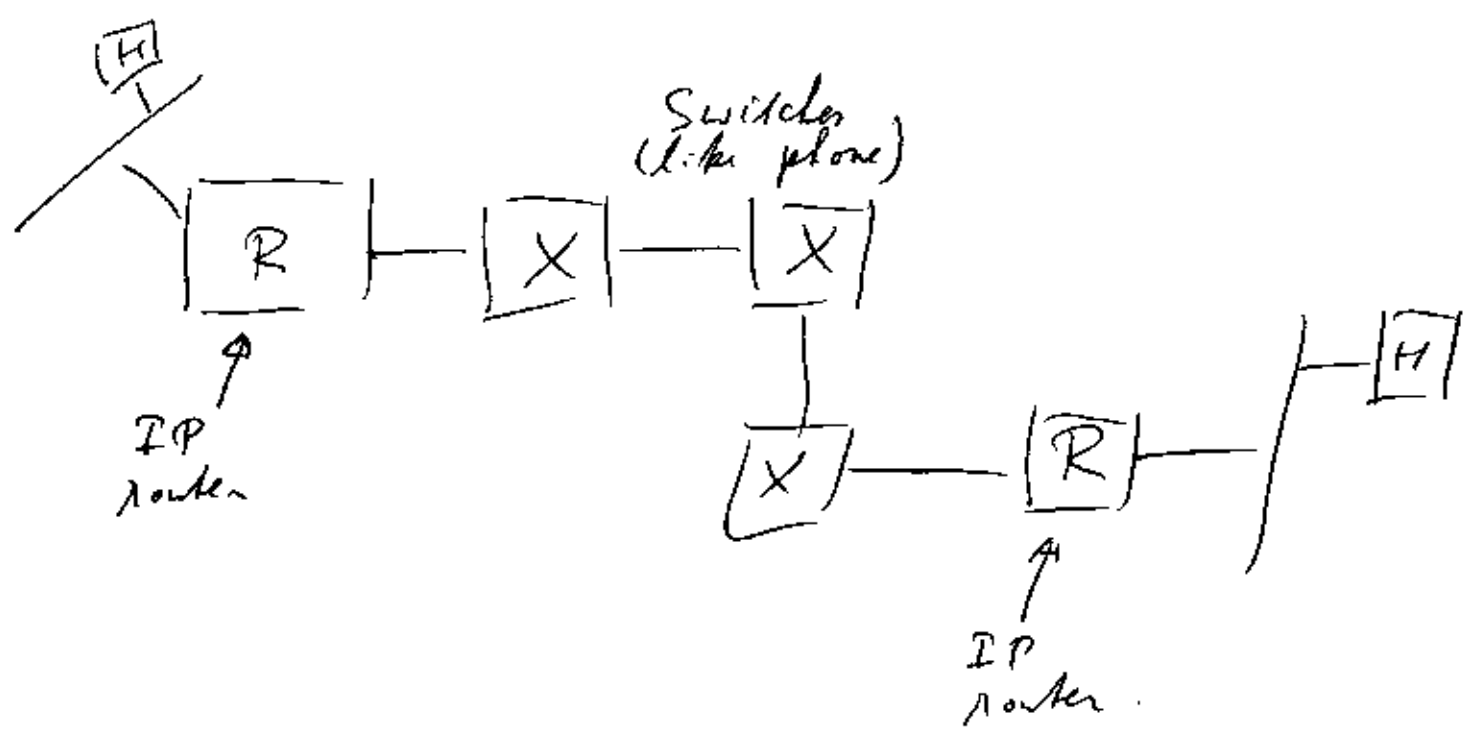 H
Switches
(like phone)
R
X
X
H
IP
router
X
R
IP
router.